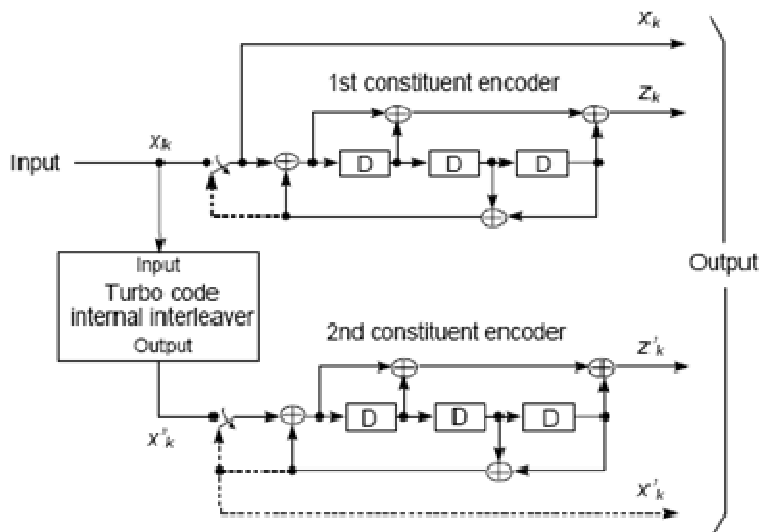 xₖ
1st constituent encoder
zₖ
Input
xₖ
D
D
D
Input
Turbo code
internal interleaver
Output
Output
2nd constituent encoder
z'ₖ
D
D
D
x'ₖ
x'ₖ